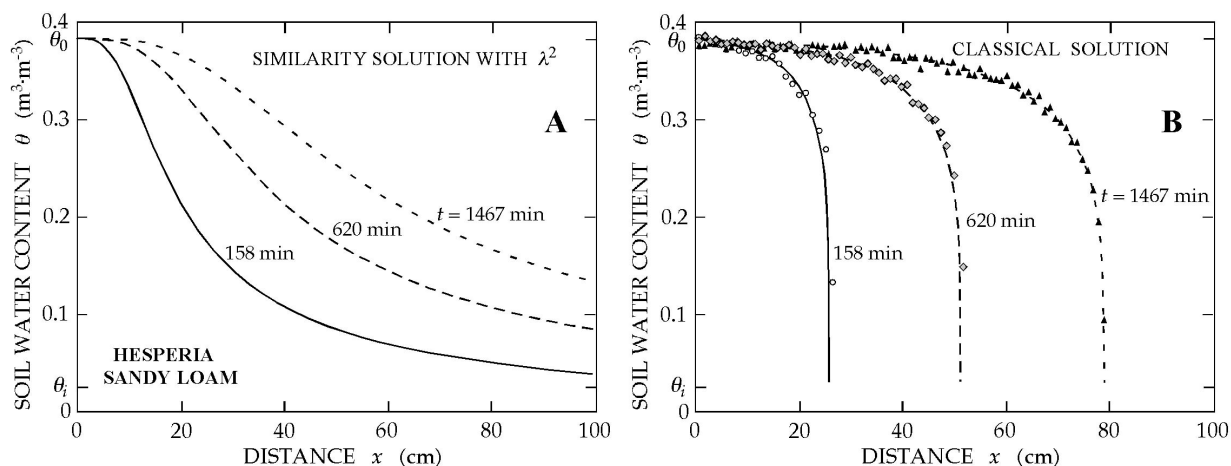 0.4
θ0
0.3
0.2
0.1
θi
0
SOIL WATER CONTENT θ (m³·m⁻³)
SIMILARITY SOLUTION WITH λ²
A
t = 1467 min
620 min
158 min
HESPERIA
SANDY LOAM
0 20 40 60 80 100
DISTANCE x (cm)
0.4
θ0
0.3
0.2
0.1
θi
0
SOIL WATER CONTENT θ (m³·m⁻³)
CLASSICAL SOLUTION
B
t = 1467 min
620 min
158 min
0 20 40 60 80 100
DISTANCE x (cm)